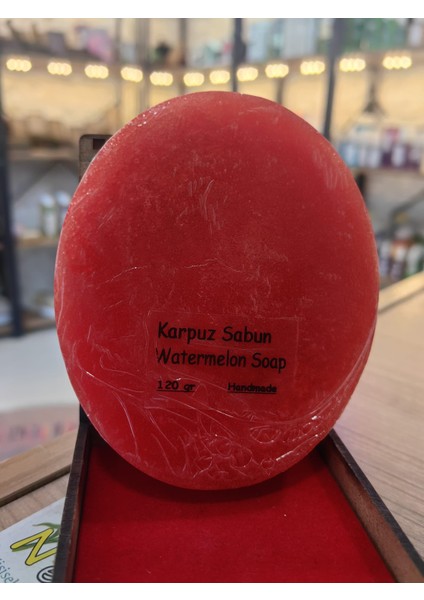 Karpuz Sabun
Watermelon Soap
120 gr Handmade